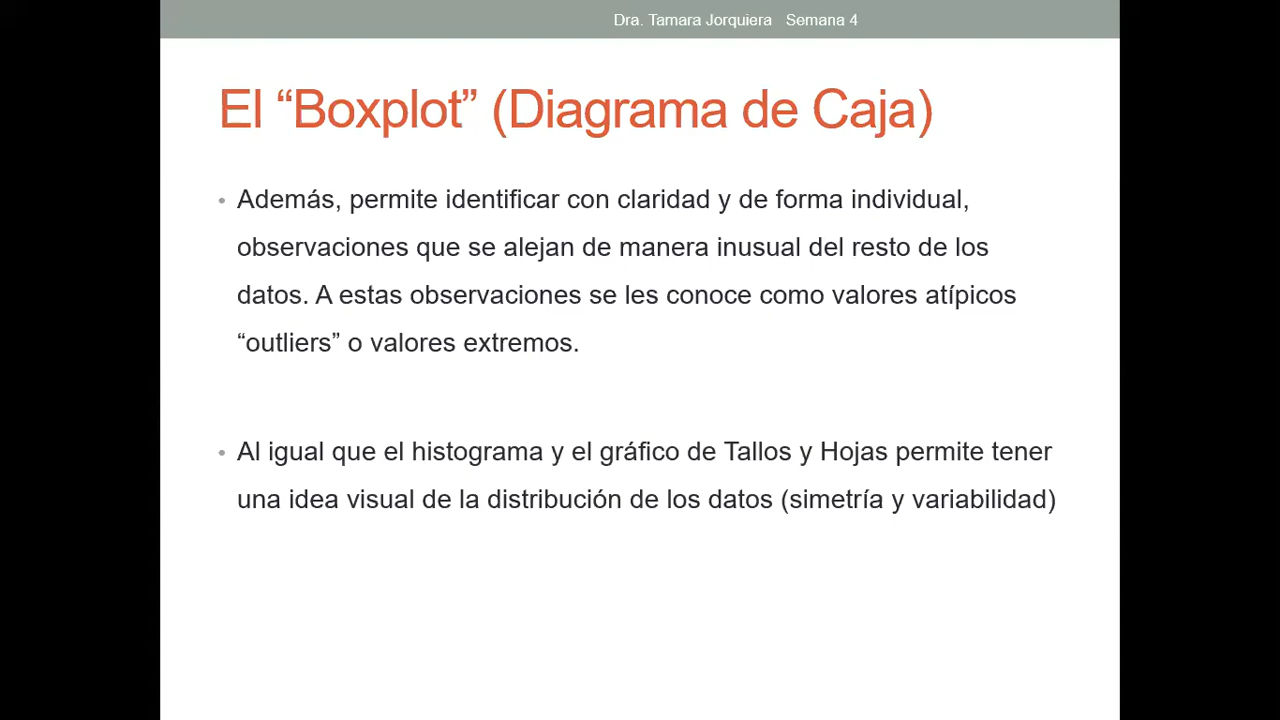 Dra. Tamara Jorquiera Semana 4
El “Boxplot” (Diagrama de Caja)
• Además, permite identificar con claridad y de forma individual,
observaciones que se alejan de manera inusual del resto de los
datos. A estas observaciones se les conoce como valores atípicos
“outliers” o valores extremos.
• Al igual que el histograma y el gráfico de Tallos y Hojas permite tener
una idea visual de la distribución de los datos (simetría y variabilidad)